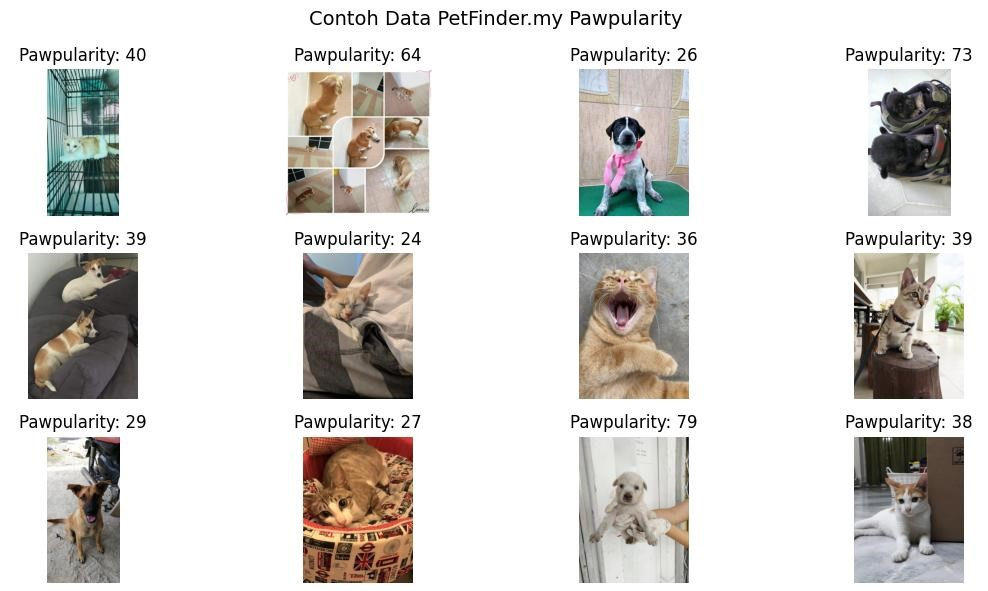 Contoh Data PetFinder.my Pawpularity
Pawpularity: 40
Pawpularity: 64
Pawpularity: 26
Pawpularity: 73
Pawpularity: 39
Pawpularity: 24
Pawpularity: 36
Pawpularity: 39
Pawpularity: 29
Pawpularity: 27
Pawpularity: 79
Pawpularity: 38